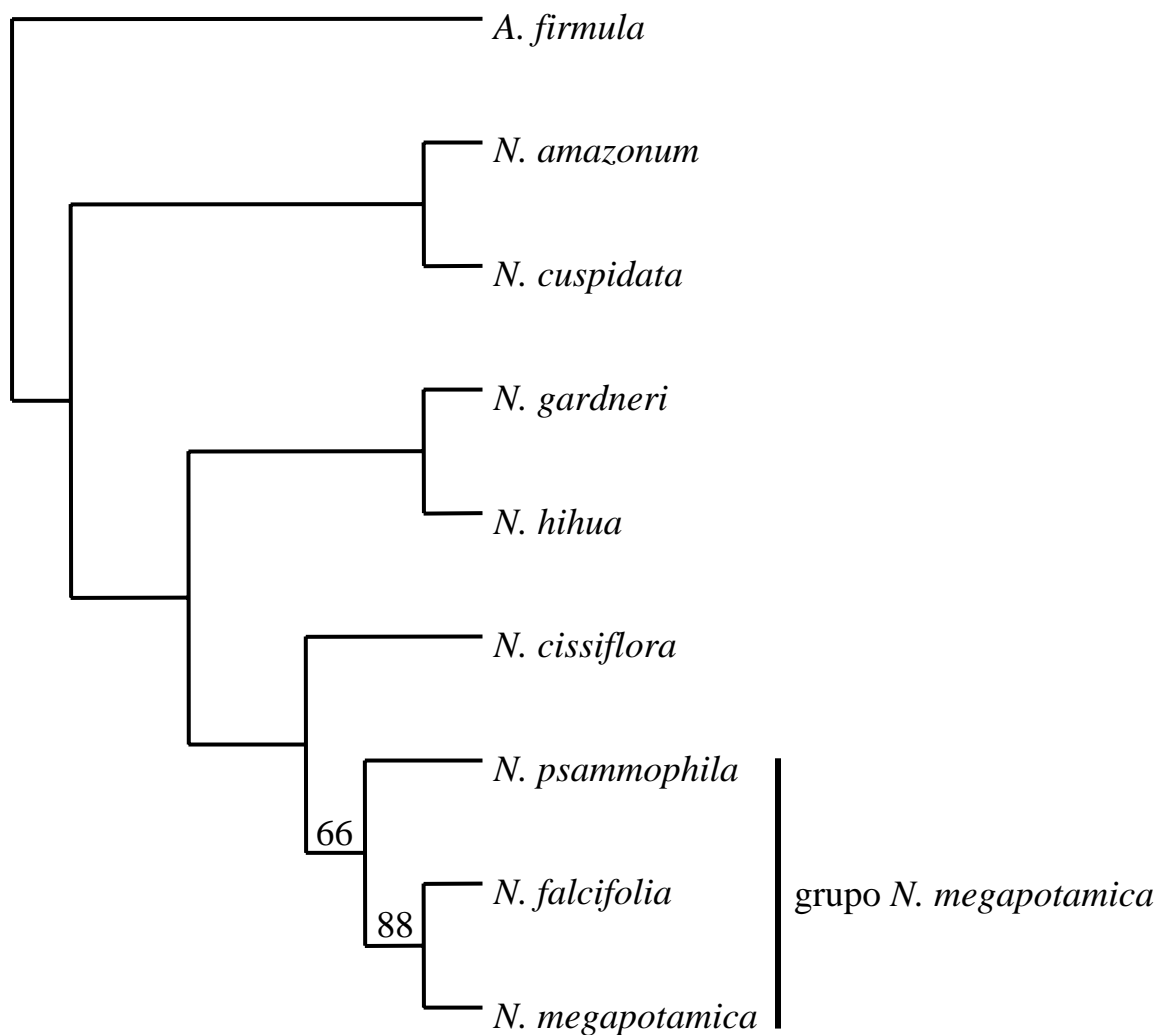 A. firmula
N. amazonum
N. cuspidata
N. gardneri
N. hihua
N. cissiflora
N. psammophila
66
N. falcifolia
grupo N. megapotamica
88
N. megapotamica